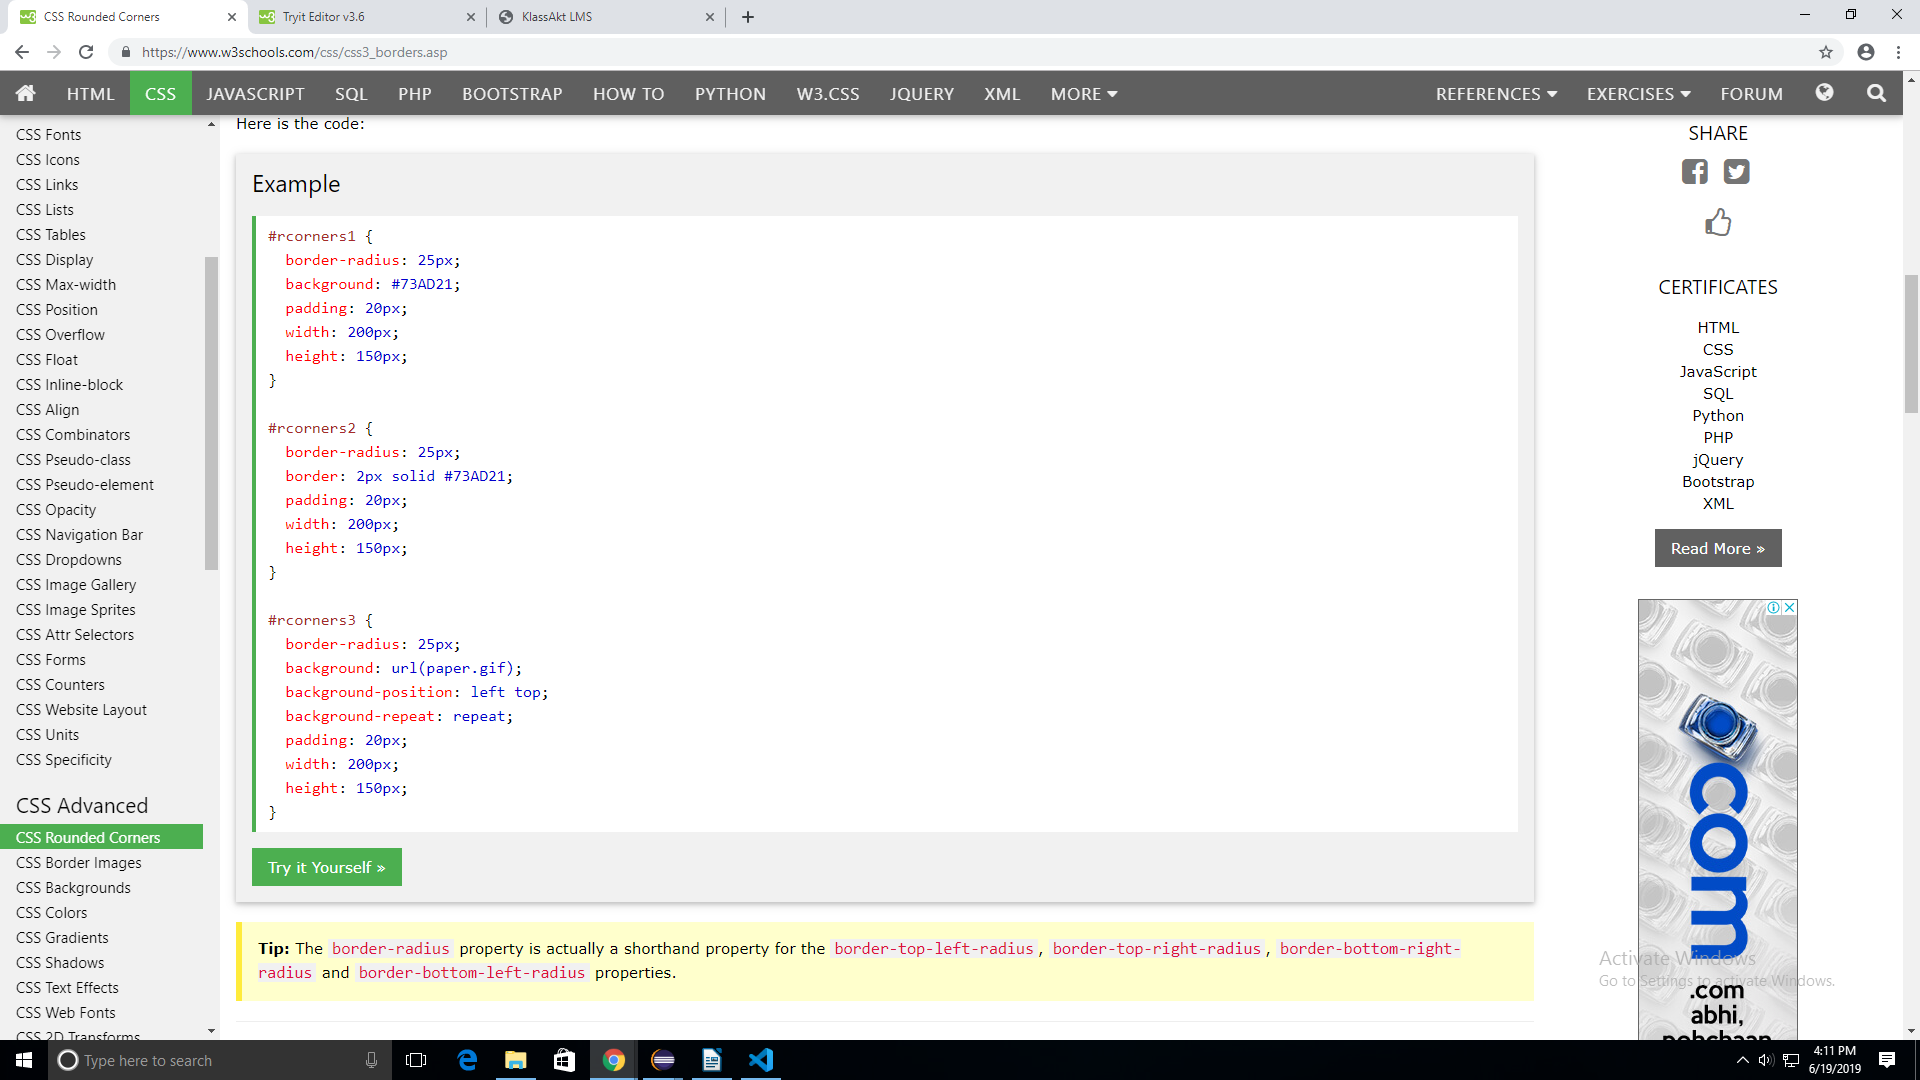 CSS Rounded Corners
Tryit Editor v3.6
KlassAkt LMS
https://www.w3schools.com/css/css3_borders.asp
HTML
CSS
JAVASCRIPT
SQL
PHP
BOOTSTRAP
HOW TO
PYTHON
W3.CSS
JQUERY
XML
MORE
REFERENCES
EXERCISES
FORUM
CSS Fonts
CSS Icons
CSS Links
CSS Lists
CSS Tables
CSS Display
CSS Max-width
CSS Position
CSS Overflow
CSS Float
CSS Inline-block
CSS Align
CSS Combinators
CSS Pseudo-class
CSS Pseudo-element
CSS Opacity
CSS Navigation Bar
CSS Dropdowns
CSS Image Gallery
CSS Image Sprites
CSS Attr Selectors
CSS Forms
CSS Counters
CSS Website Layout
CSS Units
CSS Specificity
CSS Advanced
CSS Rounded Corners
CSS Border Images
CSS Backgrounds
CSS Colors
CSS Gradients
CSS Shadows
CSS Text Effects
CSS Web Fonts
CSS 2D Transforms
Here is the code:
Example
#rcorners1 {
  border-radius: 25px;
  background: #73AD21;
  padding: 20px;
  width: 200px;
  height: 150px;
}
#rcorners2 {
  border-radius: 25px;
  border: 2px solid #73AD21;
  padding: 20px;
  width: 200px;
  height: 150px;
}
#rcorners3 {
  border-radius: 25px;
  background: url(paper.gif);
  background-position: left top;
  background-repeat: repeat;
  padding: 20px;
  width: 200px;
  height: 150px;
}
Try it Yourself »
Tip: The border-radius property is actually a shorthand property for the border-top-left-radius, border-top-right-radius, border-bottom-right-
radius and border-bottom-left-radius properties.
SHARE
CERTIFICATES
HTML
CSS
JavaScript
SQL
Python
PHP
jQuery
Bootstrap
XML
Read More »
com
.com
abhi,
pehchaan
Activate Windows
Go to Settings to activate Windows.
Type here to search
4:11 PM
6/19/2019